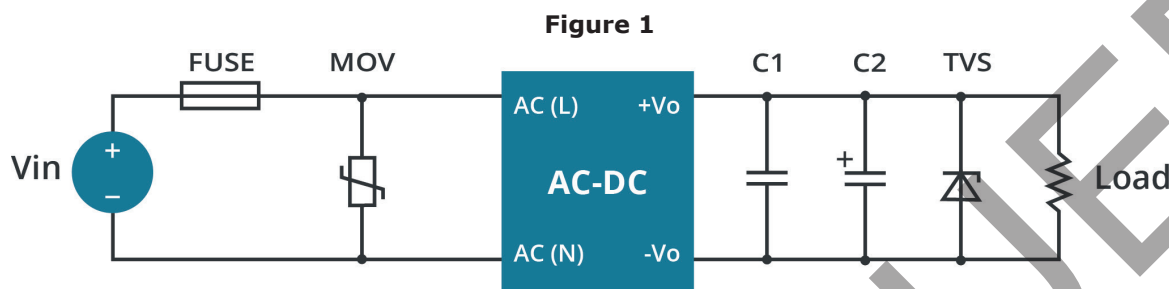 Figure 1
FUSE MOV C1 C2 TVS
AC (L) +Vo
Vin + − AC-DC + Load
AC (N) -Vo